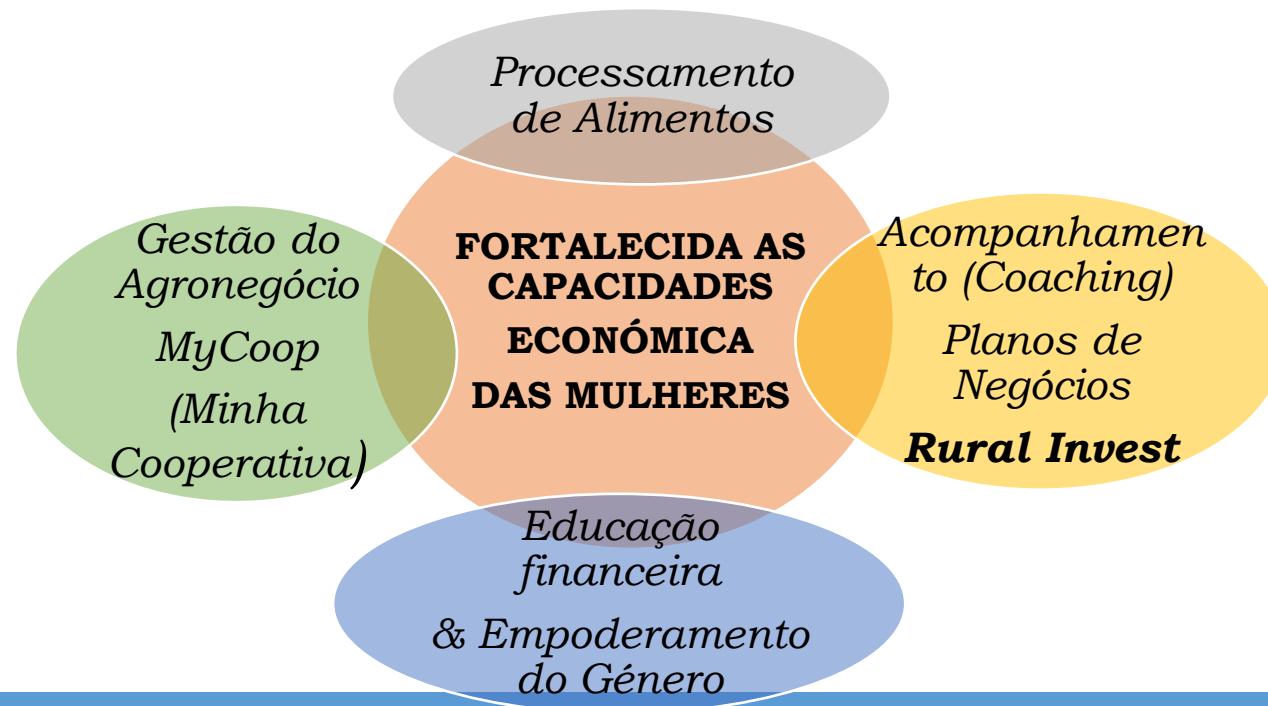 Processamento
de Alimentos
Gestão do
Agronegócio
MyCoop
(Minha
Cooperativa)
FORTALECIDA AS
CAPACIDADES
ECONÓMICA
DAS MULHERES
Acompanhamen
to (Coaching)
Planos de
Negócios
Rural Invest
Educação
financeira
& Empoderamento
do Género